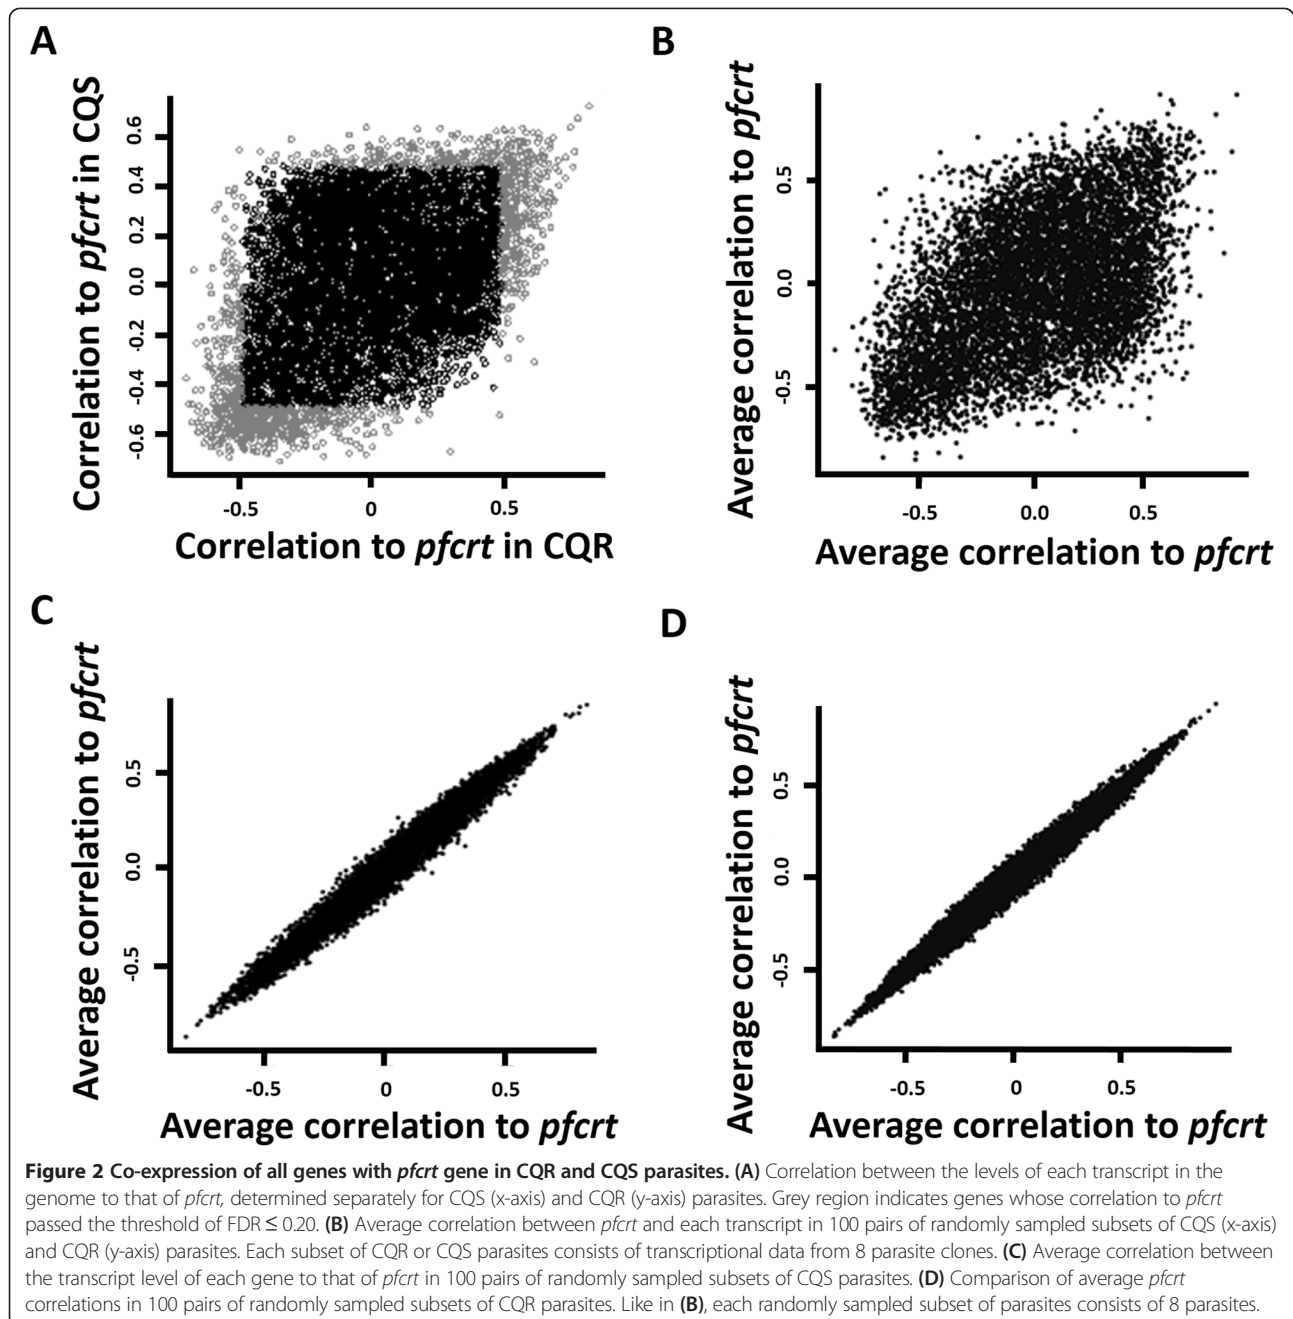 A
Correlation to pfcrt in CQS
0.6
0.4
0.2
0.0
-0.2
-0.4
-0.6
-0.5
0
0.5
Correlation to pfcrt in CQR
B
Average correlation to pfcrt
0.5
0.0
-0.5
-0.5
0.0
0.5
Average correlation to pfcrt
C
Average correlation to pfcrt
0.5
0.0
-0.5
-0.5
0
0.5
Average correlation to pfcrt
D
Average correlation to pfcrt
0.5
0.0
-0.5
-0.5
0
0.5
Average correlation to pfcrt
Figure 2 Co-expression of all genes with pfcrt gene in CQR and CQS parasites. (A) Correlation between the levels of each transcript in the
genome to that of pfcrt, determined separately for CQS (x-axis) and CQR (y-axis) parasites. Grey region indicates genes whose correlation to pfcrt
passed the threshold of FDR ≤ 0.20. (B) Average correlation between pfcrt and each transcript in 100 pairs of randomly sampled subsets of CQS (x-axis)
and CQR (y-axis) parasites. Each subset of CQR or CQS parasites consists of transcriptional data from 8 parasite clones. (C) Average correlation between
the transcript level of each gene to that of pfcrt in 100 pairs of randomly sampled subsets of CQS parasites. (D) Comparison of average pfcrt
correlations in 100 pairs of randomly sampled subsets of CQR parasites. Like in (B), each randomly sampled subset of parasites consists of 8 parasites.